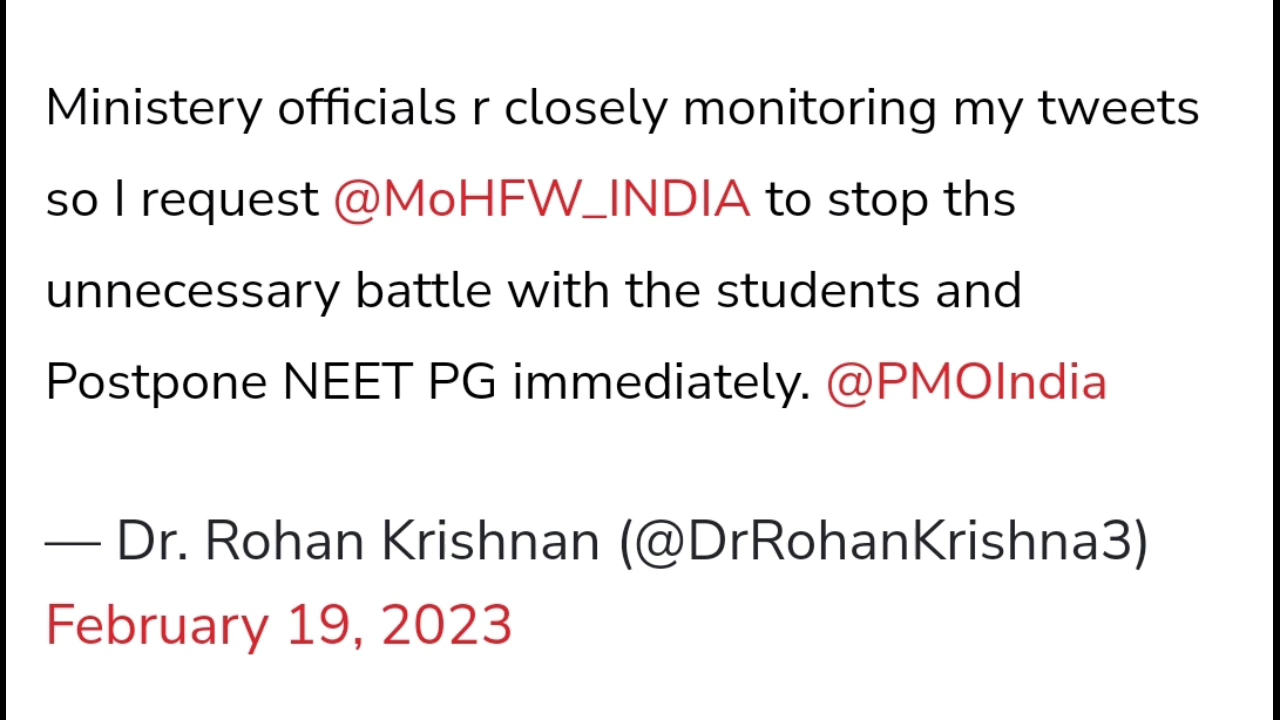 Ministery officials r closely monitoring my tweets
so I request @MoHFW_INDIA to stop ths
unnecessary battle with the students and
Postpone NEET PG immediately. @PMOIndia
— Dr. Rohan Krishnan (@DrRohanKrishna3)
February 19, 2023